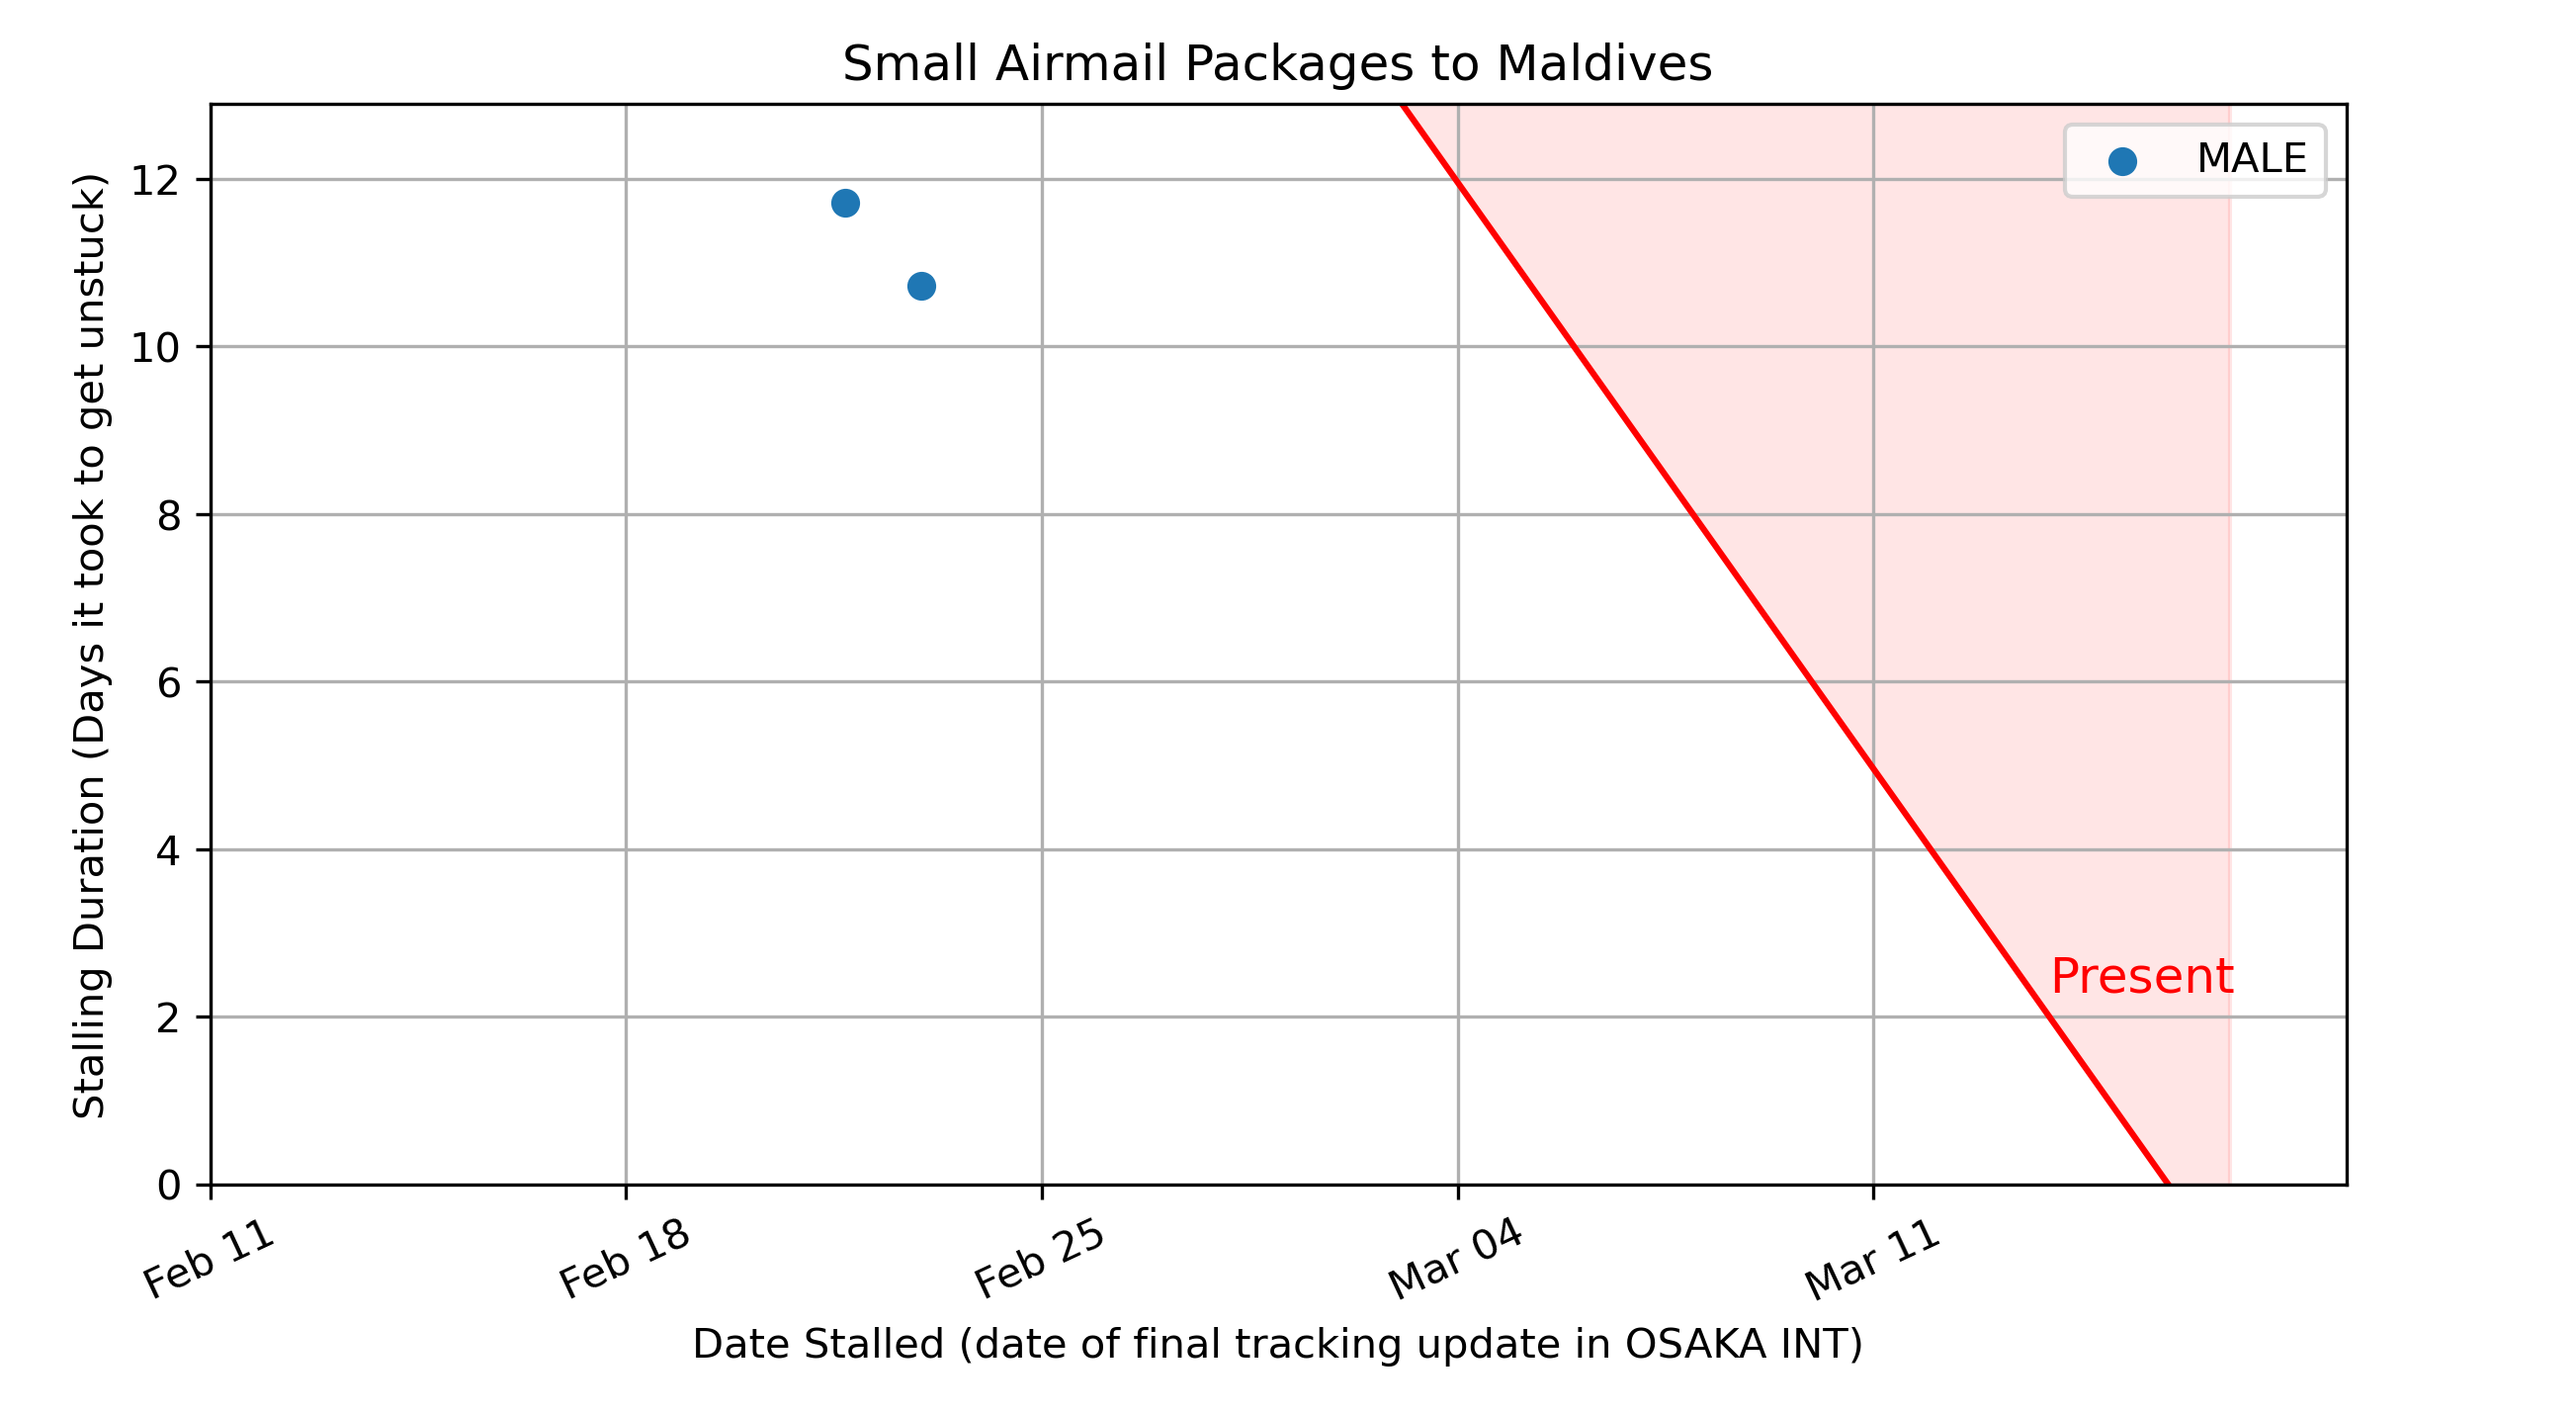 Small Airmail Packages to Maldives
MALE
Stalling Duration (Days it took to get unstuck)
12
10
8
6
4
2
0
Present
Feb 11
Feb 18
Feb 25
Mar 04
Mar 11
Date Stalled (date of final tracking update in OSAKA INT)